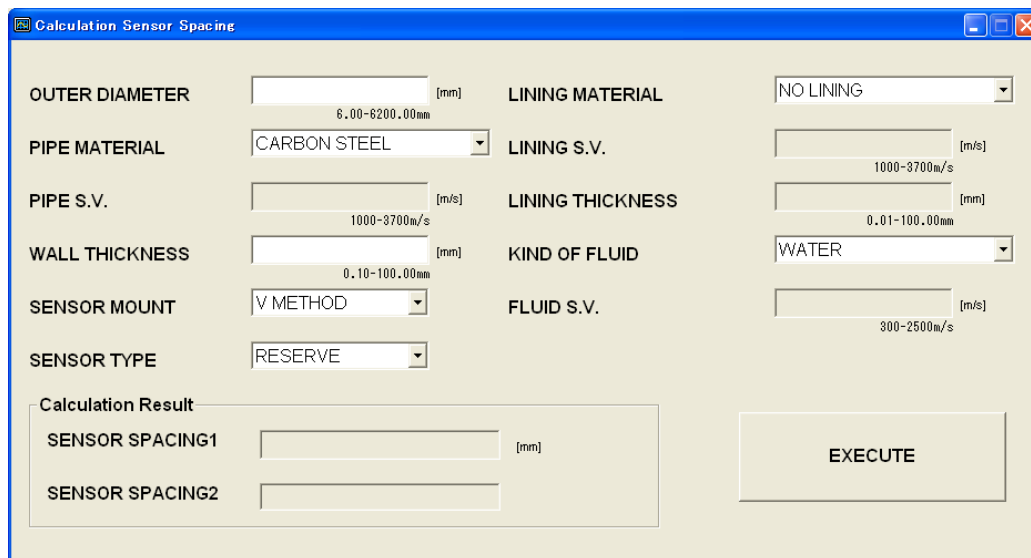 Calculation Sensor Spacing
OUTER DIAMETER [mm]
6.00-6200.00mm
PIPE MATERIAL CARBON STEEL
PIPE S.V. [m/s]
1000-3700m/s
WALL THICKNESS [mm]
0.10-100.00mm
SENSOR MOUNT V METHOD
SENSOR TYPE RESERVE
LINING MATERIAL NO LINING
LINING S.V. [m/s]
1000-3700m/s
LINING THICKNESS [mm]
0.01-100.00mm
KIND OF FLUID WATER
FLUID S.V. [m/s]
300-2500m/s
Calculation Result
SENSOR SPACING1 [mm]
SENSOR SPACING2
EXECUTE